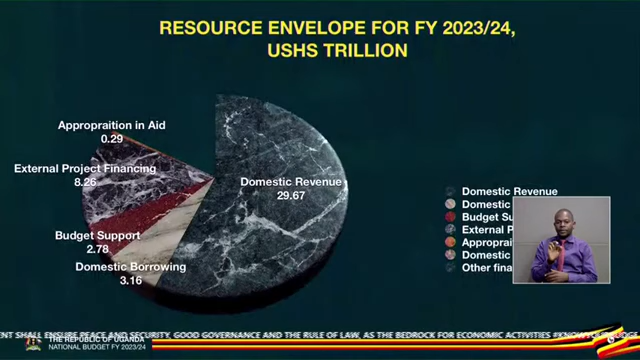 RESOURCE ENVELOPE FOR FY 2023/24,
USHS TRILLION
Appropraition in Aid
0.29
External Project Financing
8.26
Domestic Revenue
29.67
Budget Support
2.78
Domestic Borrowing
3.16
Domestic Revenue
Domestic
Budget Su
External P
Appropriat
Domestic
Other fina
ENT SHALL ENSURE PEACE AND SECURITY, GOOD GOVERNANCE AND THE RULE OF LAW, AS THE BEDROCK FOR ECONOMIC ACTIVITIES
THE REPUBLIC OF UGANDA
NATIONAL BUDGET FY 2023/24